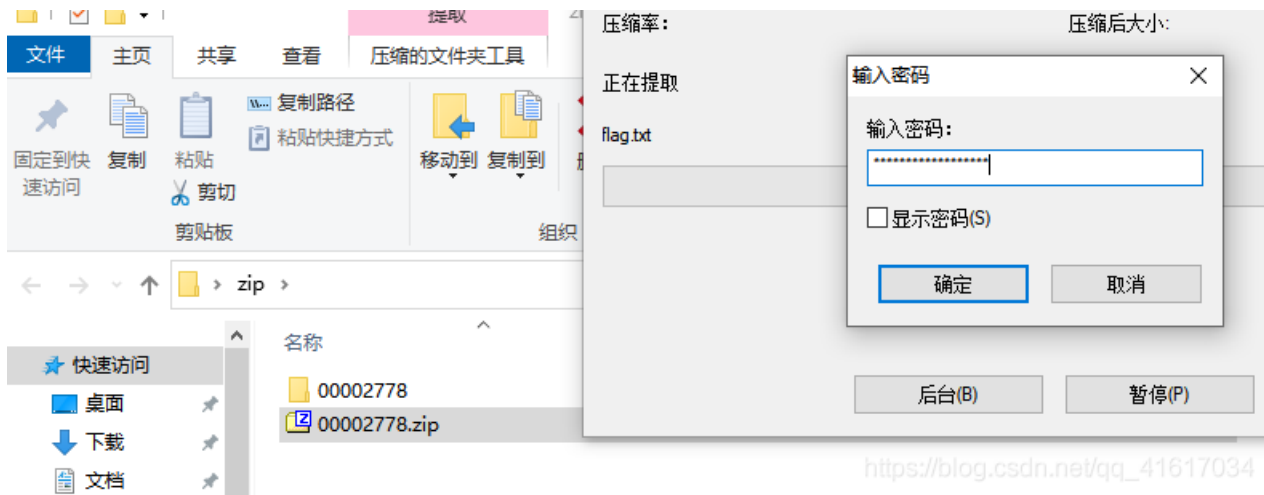 提取
压缩率:
压缩后大小:
文件 主页 共享 查看 压缩的文件夹工具
输入密码
正在提取
复制路径
输入密码:
flag.txt
粘贴快捷方式
*******************
固定到快速访问
复制
粘贴
移动到 复制到
剪切
显示密码(S)
剪贴板
组织
确定
取消
zip
名称
快速访问
00002778
后台(B)
暂停(P)
桌面
00002778.zip
下载
https://blog.csdn.net/qq_41617034
文档